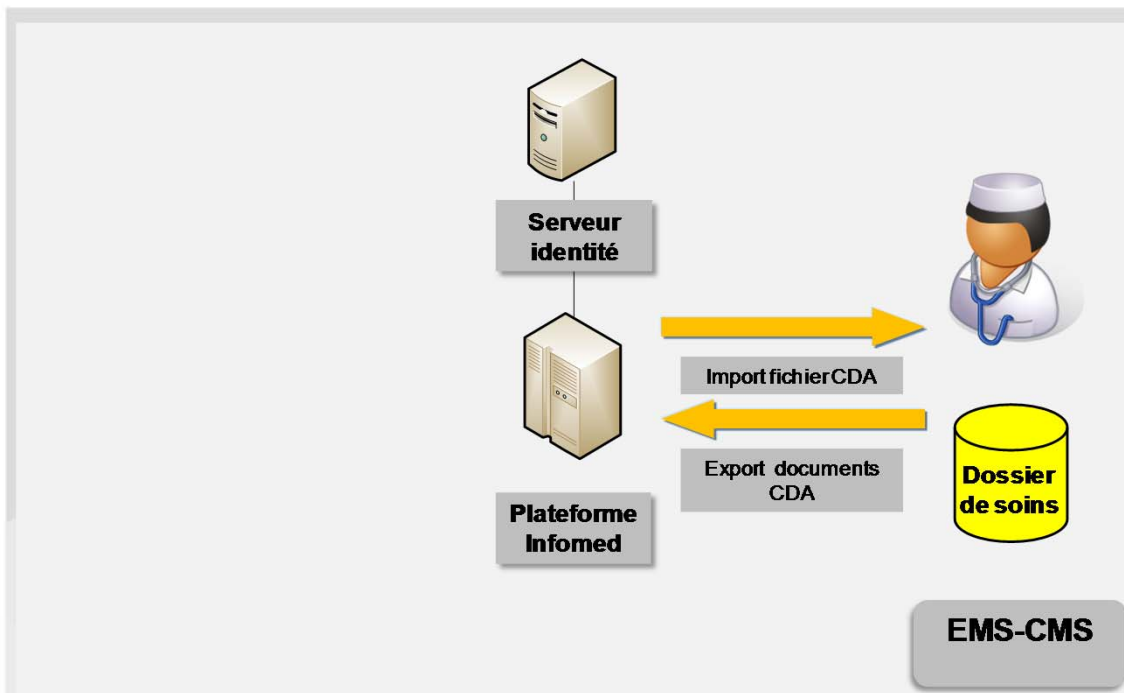 Serveur
identité
Import fichier CDA
Export documents
CDA
Plateforme
Infomed
Dossier
de soins
EMS-CMS